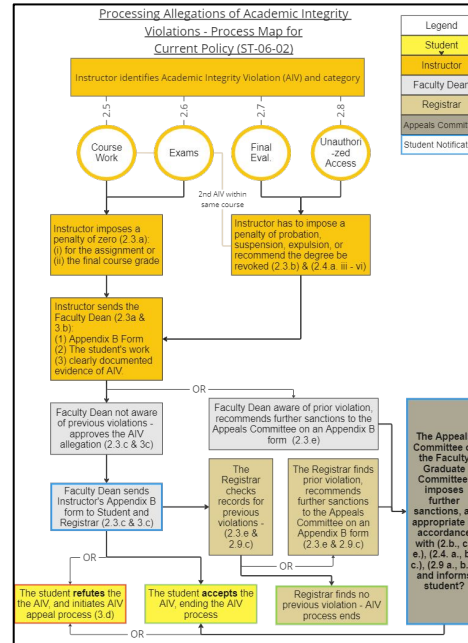 Processing Allegations of Academic Integrity
Violations - Process Map for
Current Policy (ST-06-02)
Legend
Student
Instructor
Faculty Dean
Registrar
Appeals Committ
Student Notificat
Instructor identifies Academic Integrity Violation (AIV) and category
2.5
2.6
2.7
2.8
Course
Work
Exams
Final
Eval.
Unauthori
-zed
Access
2nd AIV within
same course
Instructor imposes a
penalty of zero (2.3.a):
(i) for the assignment or
(ii) the final course grade
Instructor has to impose a
penalty of probation,
suspension, expulsion, or
recommend the degree be
revoked (2.3.b) & (2.4.a. iii - vi)
Instructor sends the
Faculty Dean (2.3a &
3.b):
(1) Appendix B Form
(2) The student's work
(3) clearly documented
evidence of AIV.
OR
Faculty Dean not aware
of previous violations -
approves the AIV
allegation (2.3.c & 3c)
Faculty Dean aware of prior violation,
recommends further sanctions to the
Appeals Committee on an Appendix B
form (2.3.e)
Faculty Dean sends
Instructor's Appendix B
form to Student and
Registrar (2.3.c & 3.c)
The
Registrar
checks
records for
previous
violations -
(2.3.e &
2.9.c)
The Registrar finds
prior violation,
recommends further
sanctions to the
Appeals Committee on
an Appendix B form
(2.3.e & 2.9.c)
The Appeal
Committee o
the Faculty
Graduate
Committee
imposes
further
sanctions, a
appropriate
accordance
with (2.b., c
e.), (2.4. a., b
c.), (2.9 a., b.
and informs
student?
OR
OR
The student refutes the
the AIV, and initiates AIV
appeal process (3.d)
The student accepts the
AIV, ending the AIV
process
Registrar finds no
previous violation - AIV
process ends
OR